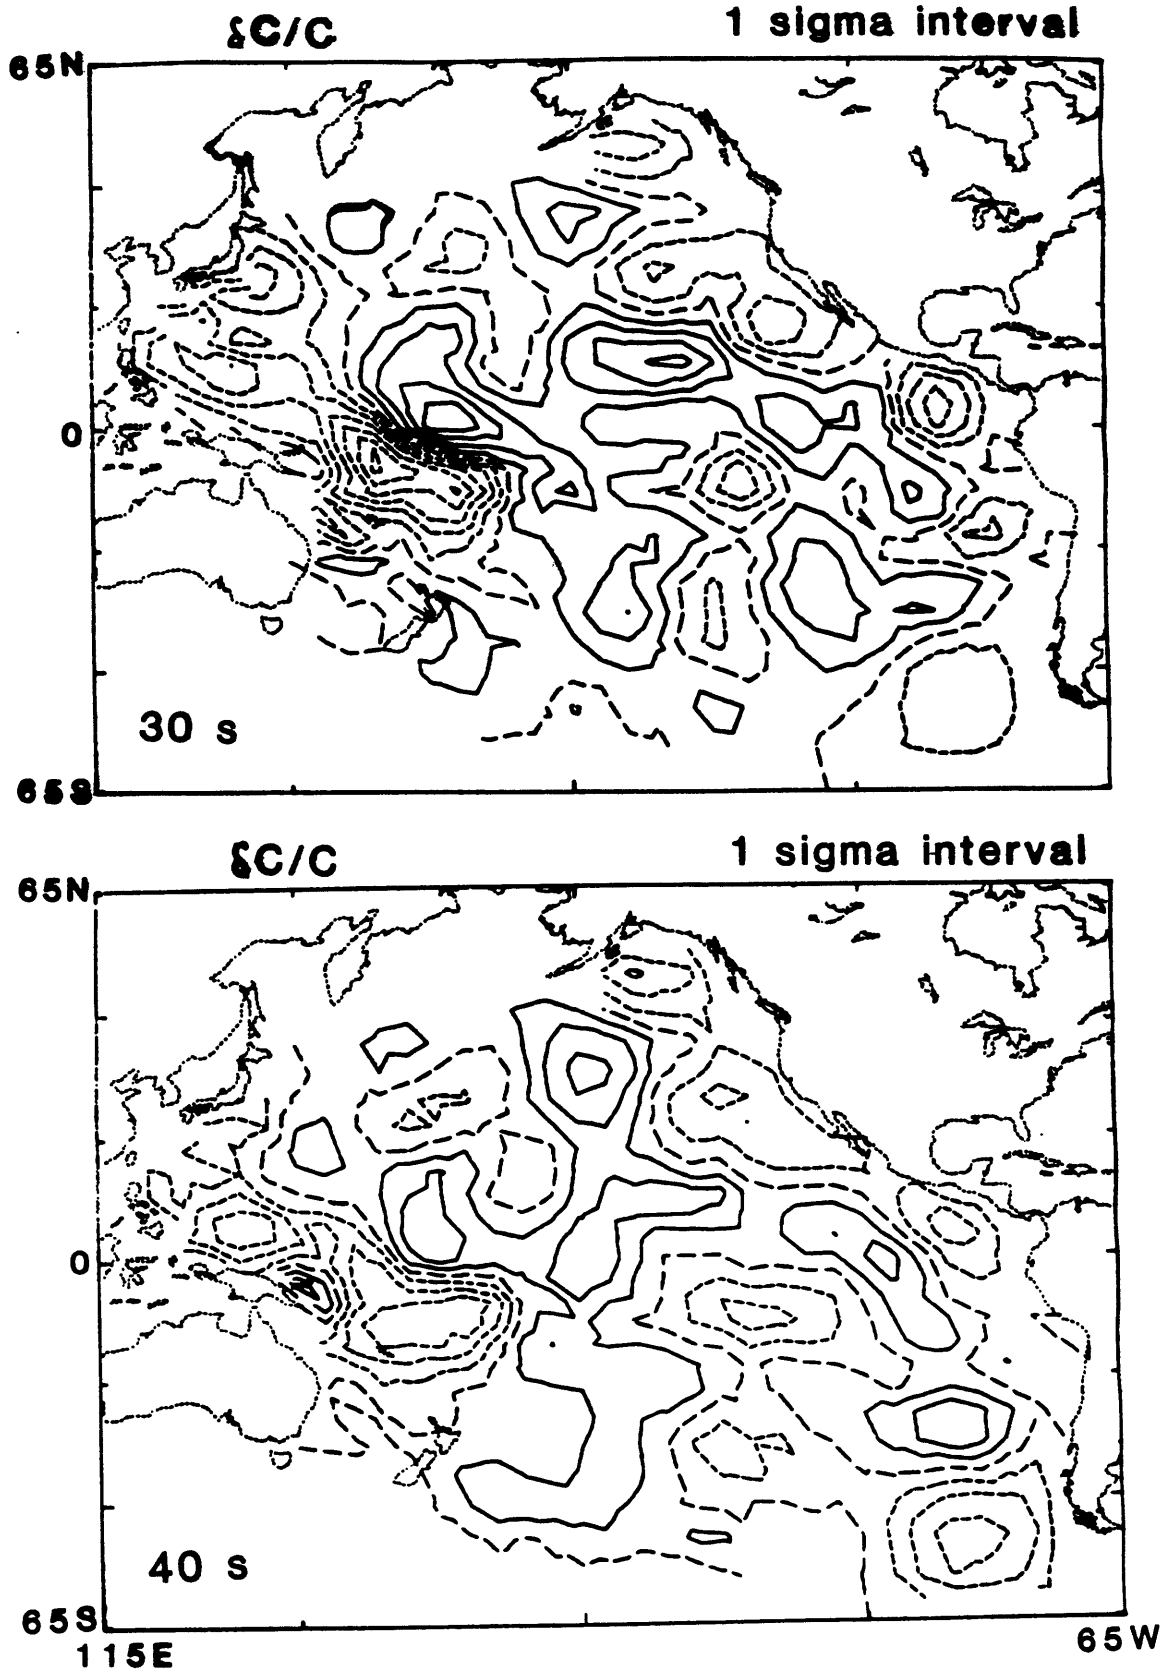 δC/C 1 sigma interval
65N
0
30 s
65S
δC/C 1 sigma interval
65N
0
40 s
65S
115E 65W